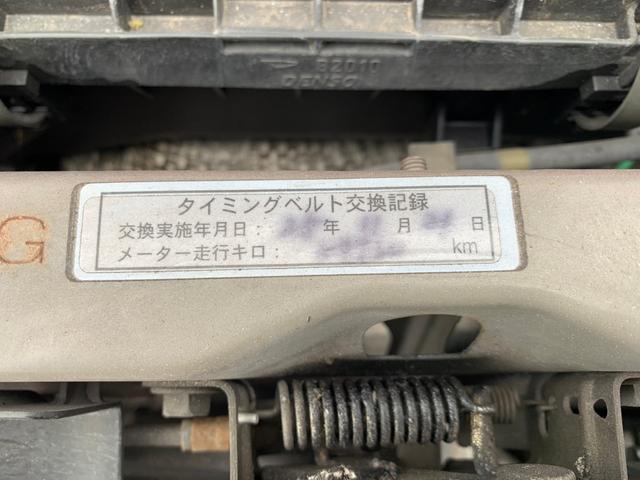 82010
DENSO
タイミングベルト交換記録
交換実施年月日: 年 月 日
メーター走行キロ: km
G